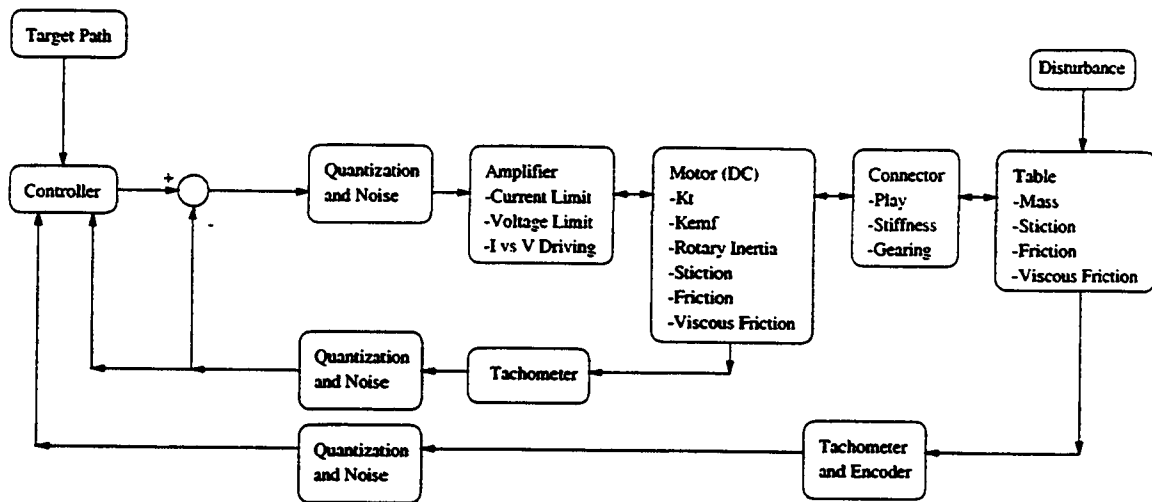 Target Path
Disturbance
Controller
+
-
Quantization
and Noise
Amplifier
-Current Limit
-Voltage Limit
-I vs V Driving
Motor (DC)
-Kt
-Kemf
-Rotary Inertia
-Stiction
-Friction
-Viscous Friction
Connector
-Play
-Stiffness
-Gearing
Table
-Mass
-Stiction
-Friction
-Viscous Friction
Quantization
and Noise
Tachometer
Quantization
and Noise
Tachometer
and Encoder